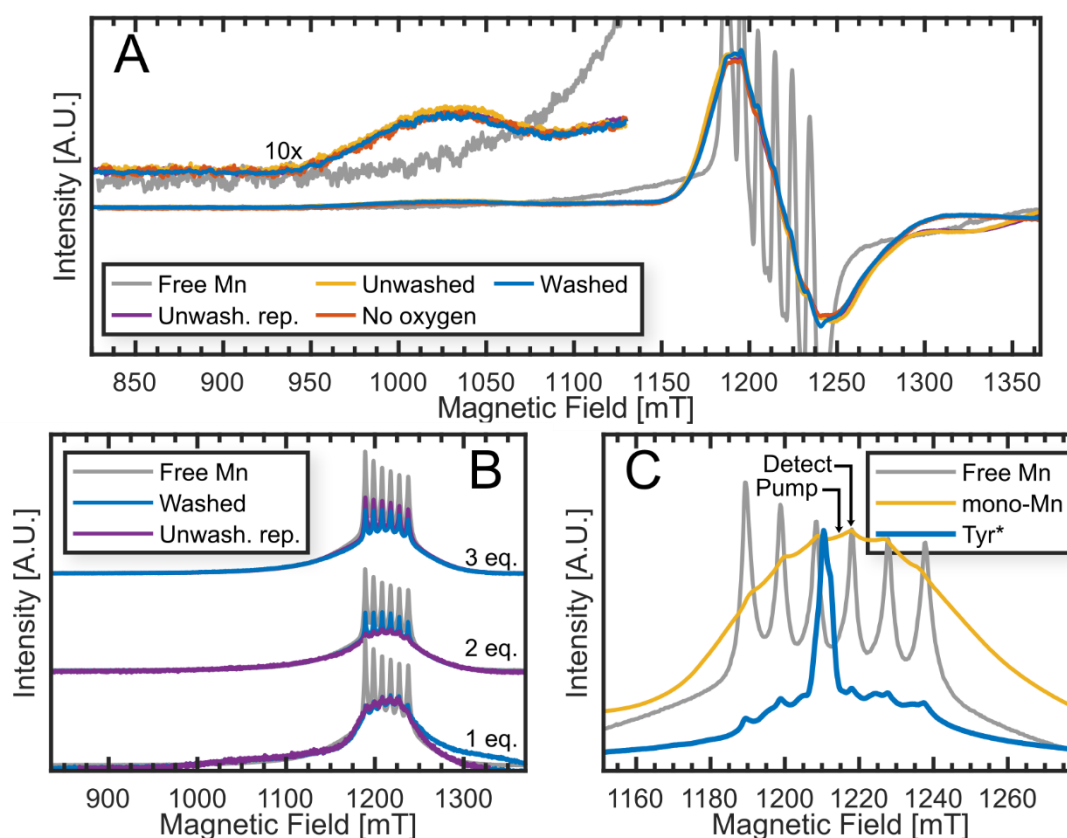 A
10x
Intensity [A.U.]
Free Mn
Unwashed
Washed
Unwash. rep.
No oxygen
850 900 950 1000 1050 1100 1150 1200 1250 1300 1350
Magnetic Field [mT]
B
Free Mn
Washed
Unwash. rep.
3 eq.
2 eq.
1 eq.
Intensity [A.U.]
900 1000 1100 1200 1300
Magnetic Field [mT]
C
Detect
Pump
Free Mn
mono-Mn
Tyr*
Intensity [A.U.]
1160 1180 1200 1220 1240 1260
Magnetic Field [mT]